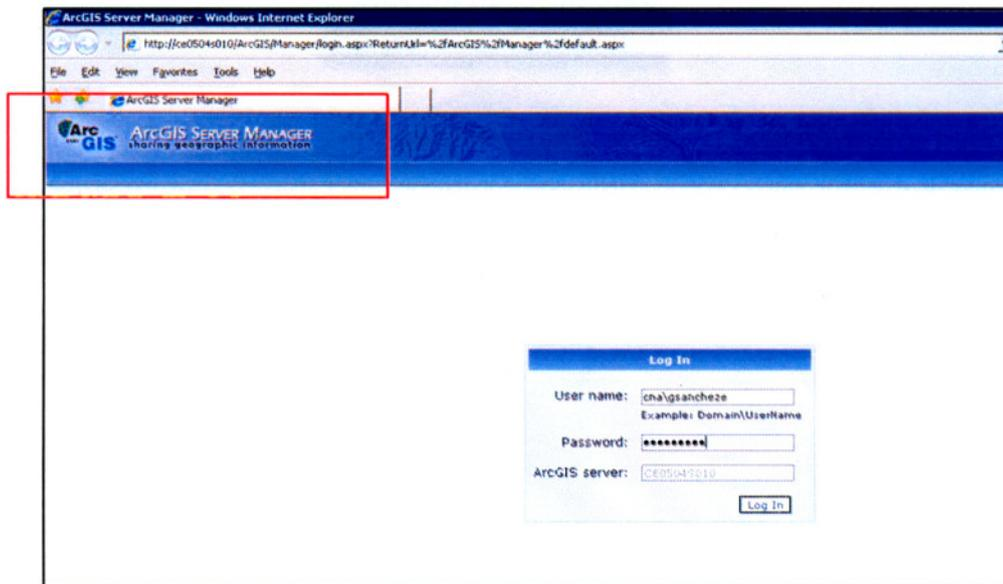 ArcGIS Server Manager - Windows Internet Explorer
http://ce0504s010/ArcGIS/Manager/login.aspx?ReturnUrl=%2fArcGIS%2fManager%2fdefault.aspx
File Edit View Favorites Tools Help
ArcGIS Server Manager
Arc GIS
ArcGIS SERVER MANAGER
sharing geographic information
Log In
User name: cna\gsancheze
Example: Domain\UserName
Password: •••••••••
ArcGIS server: CE0504S010
Log In